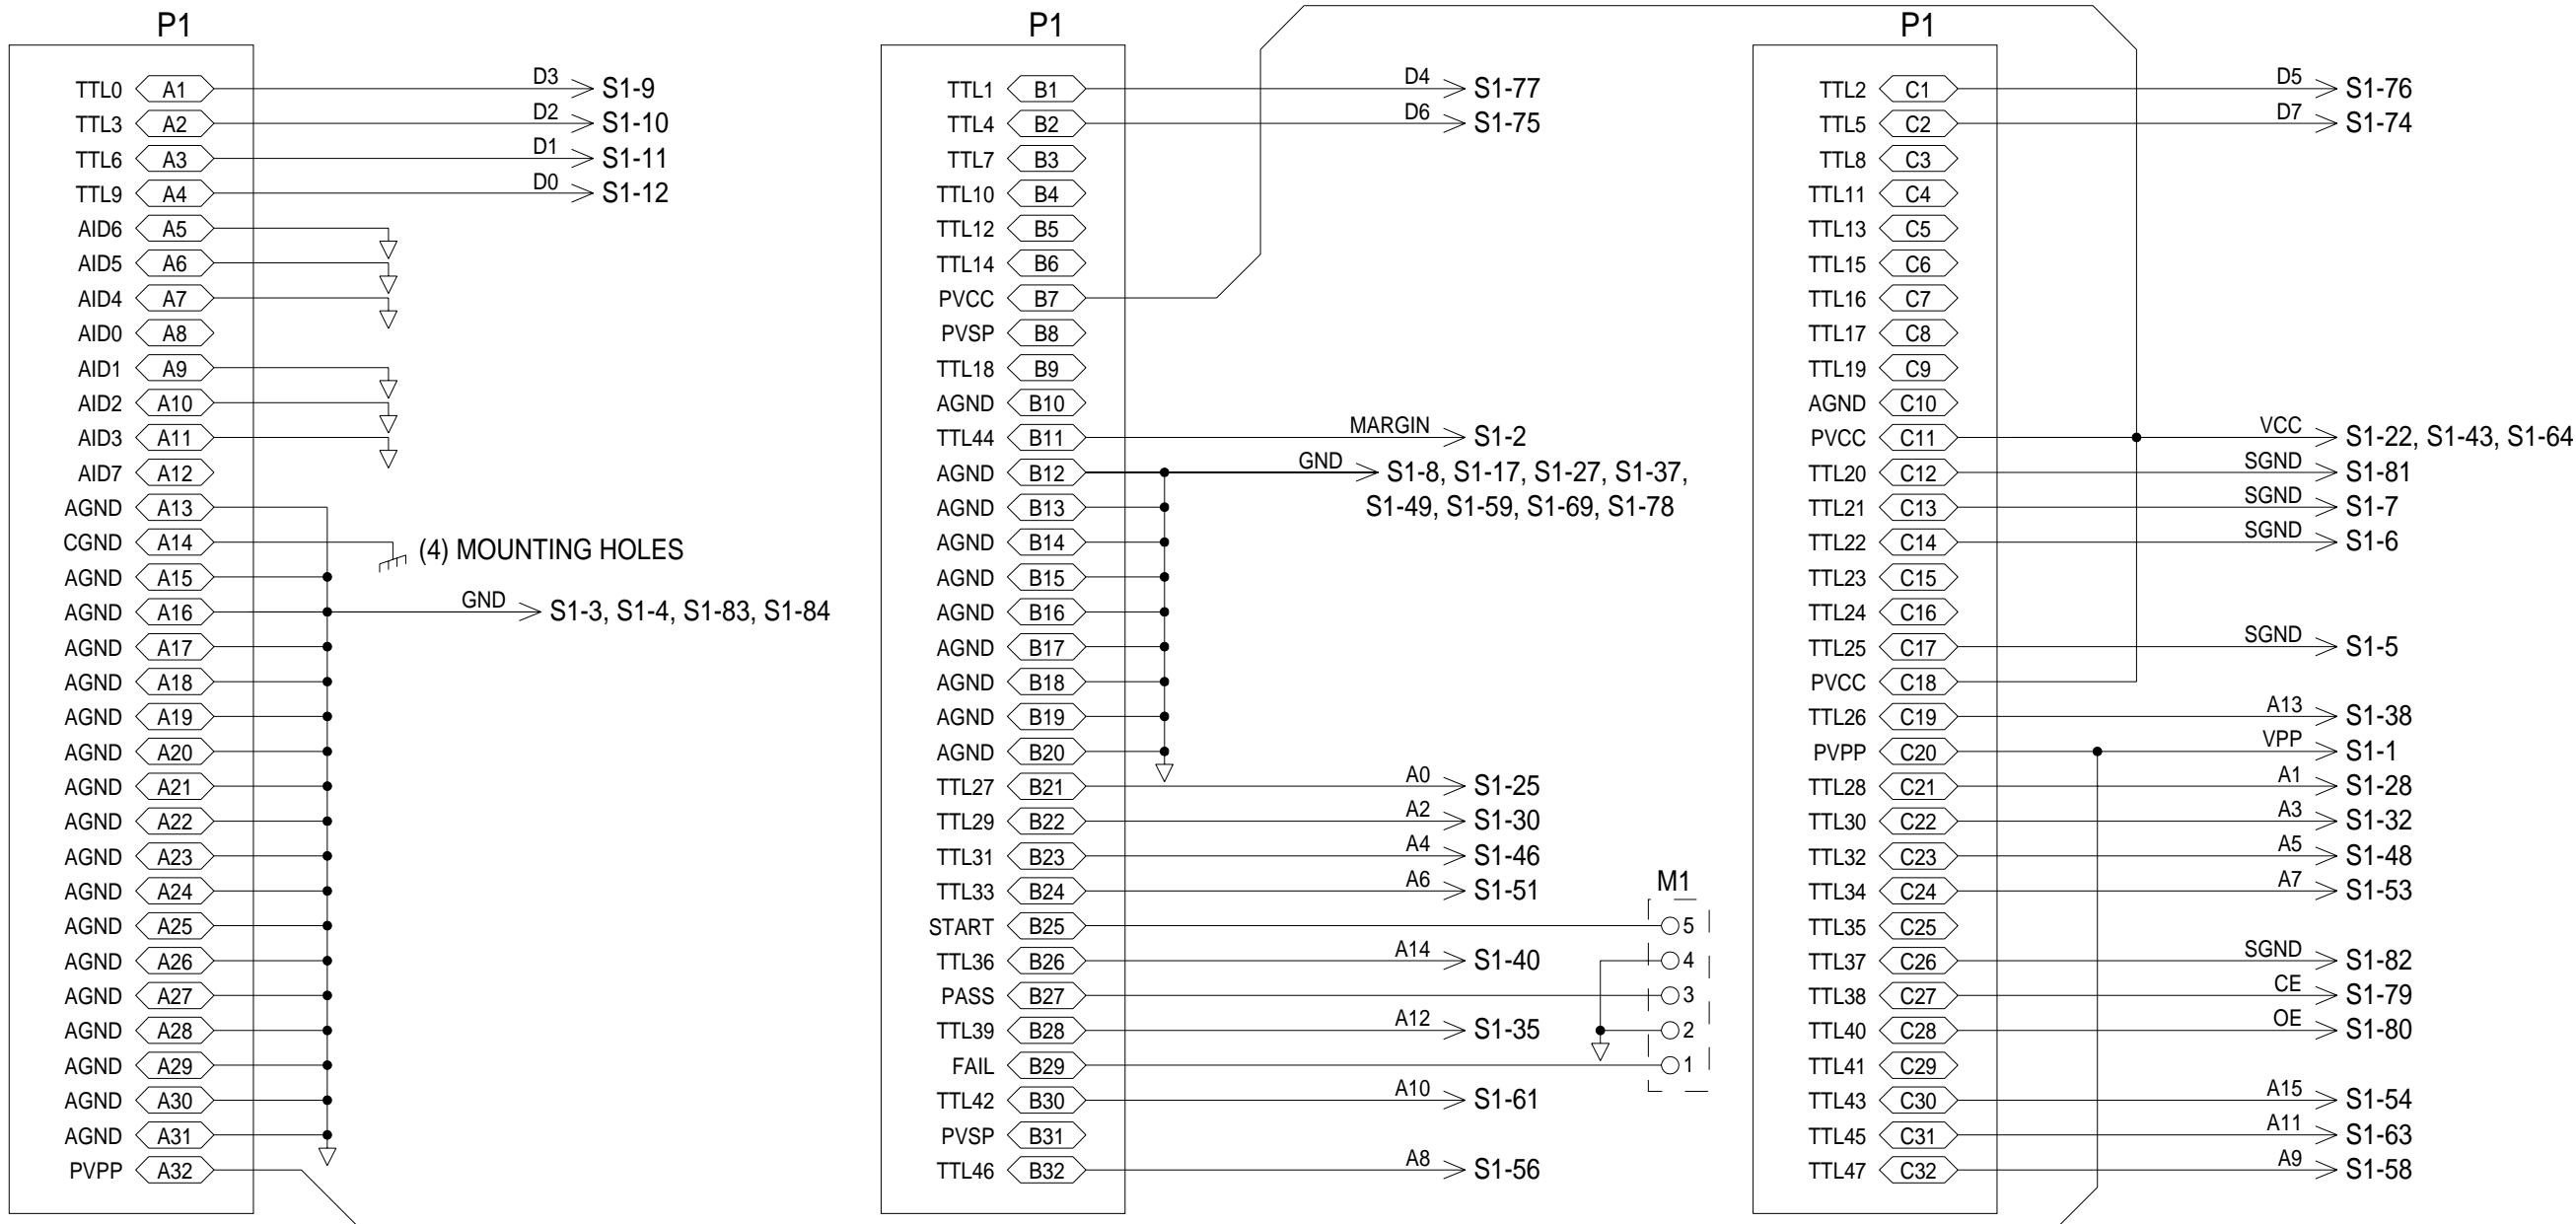 P1
TTL0 A1 D3 S1-9
TTL3 A2 D2 S1-10
TTL6 A3 D1 S1-11
TTL9 A4 D0 S1-12
AID6 A5
AID5 A6
AID4 A7
AID0 A8
AID1 A9
AID2 A10
AID3 A11
AID7 A12
AGND A13
CGND A14 (4) MOUNTING HOLES
AGND A15
AGND A16 GND S1-3, S1-4, S1-83, S1-84
AGND A17
AGND A18
AGND A19
AGND A20
AGND A21
AGND A22
AGND A23
AGND A24
AGND A25
AGND A26
AGND A27
AGND A28
AGND A29
AGND A30
AGND A31
PVPP A32
P1
TTL1 B1 D4 S1-77
TTL4 B2 D6 S1-75
TTL7 B3
TTL10 B4
TTL12 B5
TTL14 B6
PVCC B7
PVSP B8
TTL18 B9
AGND B10
TTL44 B11 MARGIN S1-2
AGND B12 GND S1-8, S1-17, S1-27, S1-37,
AGND B13 S1-49, S1-59, S1-69, S1-78
AGND B14
AGND B15
AGND B16
AGND B17
AGND B18
AGND B19
AGND B20
TTL27 B21 A0 S1-25
TTL29 B22 A2 S1-30
TTL31 B23 A4 S1-46
TTL33 B24 A6 S1-51
M1
START B25 5
TTL36 B26 A14 S1-40 4
PASS B27 3
TTL39 B28 A12 S1-35 2
FAIL B29 1
TTL42 B30 A10 S1-61
PVSP B31
TTL46 B32 A8 S1-56
P1
TTL2 C1 D5 S1-76
TTL5 C2 D7 S1-74
TTL8 C3
TTL11 C4
TTL13 C5
TTL15 C6
TTL16 C7
TTL17 C8
TTL19 C9
AGND C10
PVCC C11 VCC S1-22, S1-43, S1-64
TTL20 C12 SGND S1-81
TTL21 C13 SGND S1-7
TTL22 C14 SGND S1-6
TTL23 C15
TTL24 C16
TTL25 C17 SGND S1-5
PVCC C18
TTL26 C19 A13 S1-38
PVPP C20 VPP S1-1
TTL28 C21 A1 S1-28
TTL30 C22 A3 S1-32
TTL32 C23 A5 S1-48
TTL34 C24 A7 S1-53
TTL35 C25
TTL37 C26 SGND S1-82
TTL38 C27 CE S1-79
TTL40 C28 OE S1-80
TTL41 C29
TTL43 C30 A15 S1-54
TTL45 C31 A11 S1-63
TTL47 C32 A9 S1-58